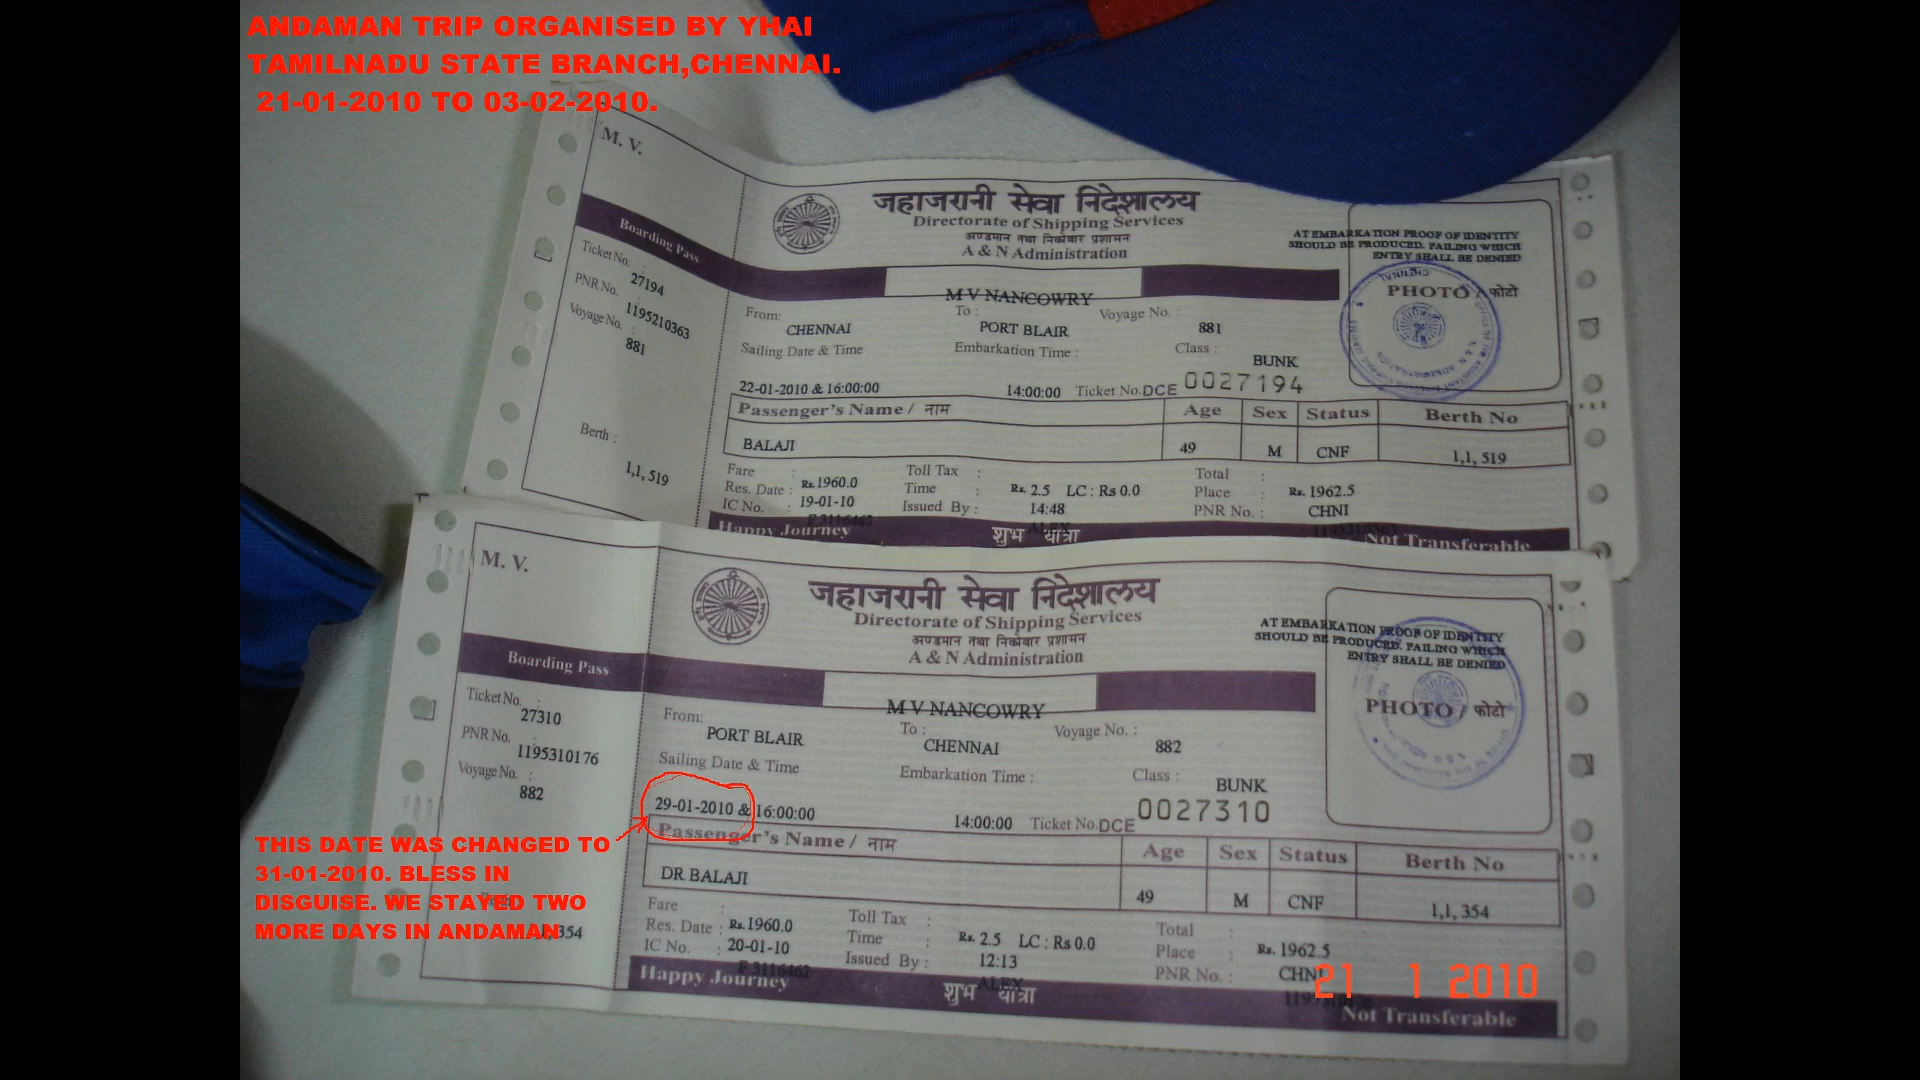 ANDAMAN TRIP ORGANISED BY YHAI
TAMILNADU STATE BRANCH,CHENNAI.
21-01-2010 TO 03-02-2010.
M. V.
Boarding Pass
Ticket No. :
27194
PNR No.
1195210363
Voyage No. :
881
Berth :
1,1, 519
जहाजरानी सेवा निदेशालय
Directorate of Shipping Services
अण्डमान तथा निकोबार प्रशासन
A & N Administration
AT EMBARKATION PROOF OF IDENTITY
SHOULD BE PRODUCED. FAILING WHICH
ENTRY SHALL BE DENIED
PHOTO / फोटो
CHENNAI
M V NANCOWRY
From: To : Voyage No. :
CHENNAI PORT BLAIR 881
Sailing Date & Time Embarkation Time : Class :
BUNK
22-01-2010 & 16:00:00 14:00:00 Ticket No.DCE 0027194
Passenger's Name / नाम Age Sex Status Berth No
BALAJI 49 M CNF 1,1, 519
Fare : Rs.1960.0 Toll Tax : Rs. 2.5 LC : Rs 0.0 Total : Rs. 1962.5
Res. Date : 19-01-10 Time : 14:48 Place : CHNI
IC No. : F 3116462 Issued By : ALEX PNR No. :
Happy Journey शुभ यात्रा Not Transferable
M. V.
Boarding Pass
Ticket No. :
27310
PNR No.
1195310176
Voyage No. :
882
354
जहाजरानी सेवा निदेशालय
Directorate of Shipping Services
अण्डमान तथा निकोबार प्रशासन
A & N Administration
AT EMBARKATION PROOF OF IDENTITY
SHOULD BE PRODUCED. FAILING WHICH
ENTRY SHALL BE DENIED
PHOTO / फोटो
M V NANCOWRY
From: To : Voyage No. :
PORT BLAIR CHENNAI 882
Sailing Date & Time Embarkation Time : Class :
BUNK
29-01-2010 & 16:00:00 14:00:00 Ticket No.DCE 0027310
Passenger's Name / नाम Age Sex Status Berth No
DR BALAJI 49 M CNF 1,1, 354
Fare : Rs.1960.0 Toll Tax : Rs. 2.5 LC : Rs 0.0 Total : Rs. 1962.5
Res. Date : 20-01-10 Time : 12:13 Place : CHNI
IC No. : F 3116462 Issued By : ALEX PNR No. :
Happy Journey शुभ यात्रा Not Transferable
THIS DATE WAS CHANGED TO
31-01-2010. BLESS IN
DISGUISE. WE STAYED TWO
MORE DAYS IN ANDAMAN
21 1 2010